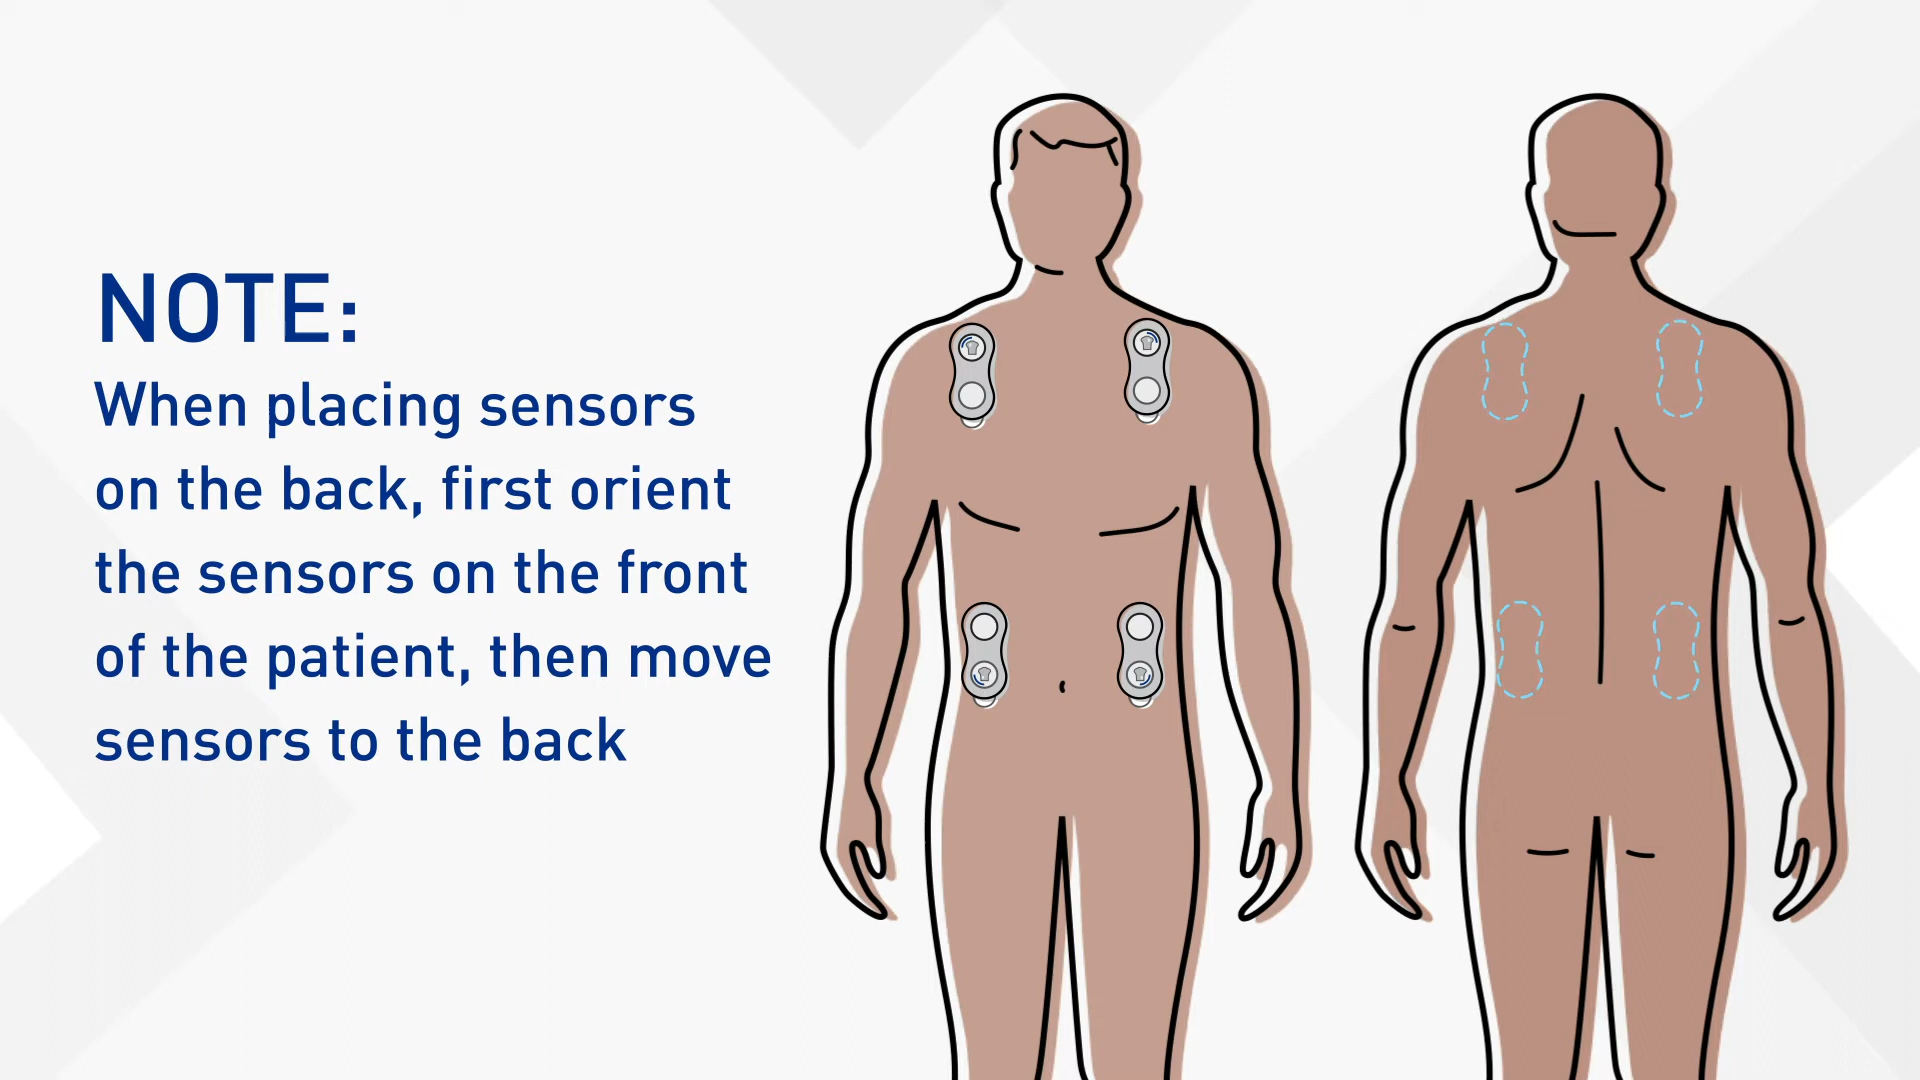 NOTE:
When placing sensors
on the back, first orient
the sensors on the front
of the patient, then move
sensors to the back